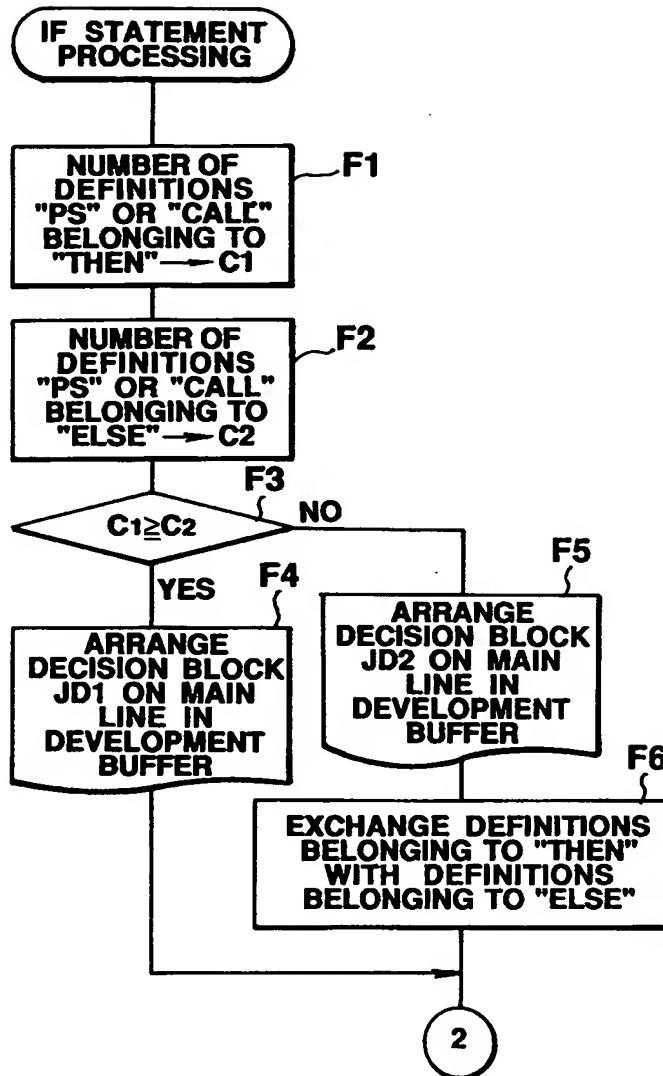 IF STATEMENT
PROCESSING
F1
NUMBER OF
DEFINITIONS
"PS" OR "CALL"
BELONGING TO
"THEN" → C1
F2
NUMBER OF
DEFINITIONS
"PS" OR "CALL"
BELONGING TO
"ELSE" → C2
F3
C1≧C2
NO
YES
F4
ARRANGE
DECISION BLOCK
JD1 ON MAIN
LINE IN
DEVELOPMENT
BUFFER
F5
ARRANGE
DECISION BLOCK
JD2 ON MAIN
LINE IN
DEVELOPMENT
BUFFER
F6
EXCHANGE DEFINITIONS
BELONGING TO "THEN"
WITH DEFINITIONS
BELONGING TO "ELSE"
2